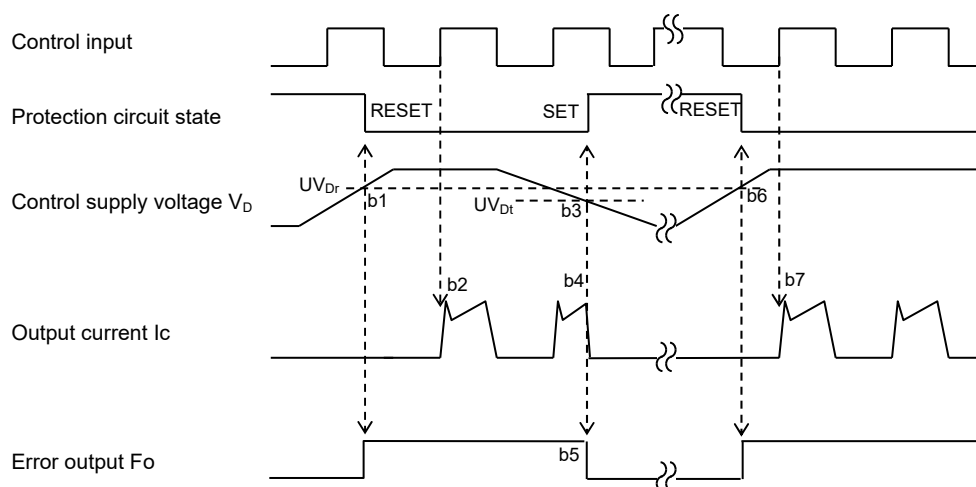 Control input
Protection circuit state
RESET
SET
RESET
Control supply voltage VD
UVDr
b1
UVDt
b3
b6
Output current Ic
b2
b4
b7
Error output Fo
b5